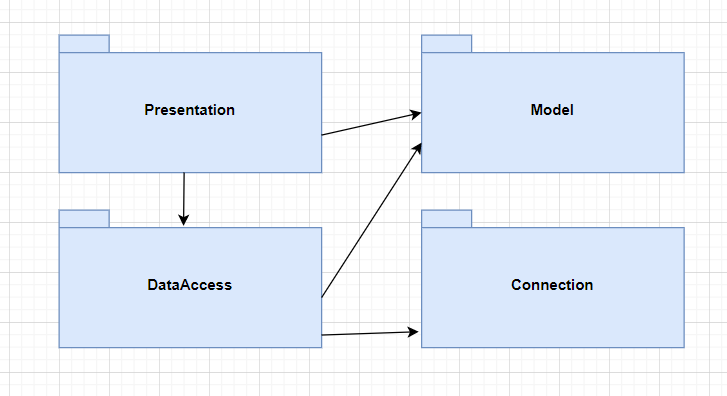 Presentation
Model
DataAccess
Connection